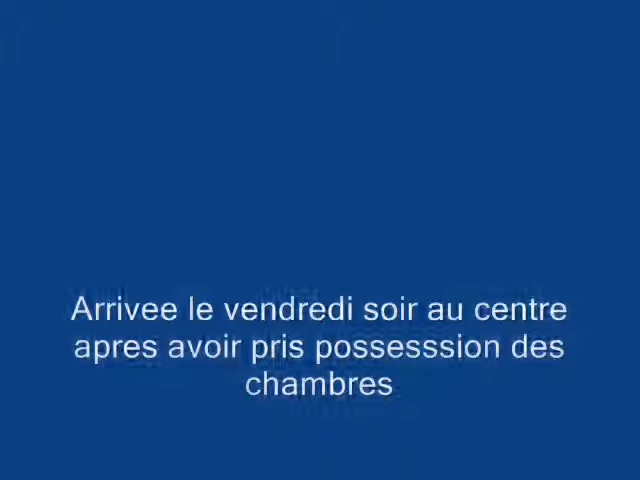 Arrivee le vendredi soir au centre
apres avoir pris possesssion des
chambres